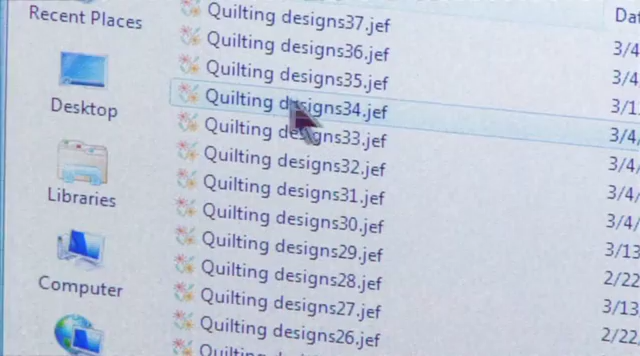 Recent Places
Desktop
Libraries
Computer
Quilting designs37.jef
Quilting designs36.jef
Quilting designs35.jef
Quilting designs34.jef
Quilting designs33.jef
Quilting designs32.jef
Quilting designs31.jef
Quilting designs30.jef
Quilting designs29.jef
Quilting designs28.jef
Quilting designs27.jef
Quilting designs26.jef
Dat
3/4
3/4
3/1
3/4/
3/4/
3/4/
3/4/
3/13
2/22
3/13
2/22